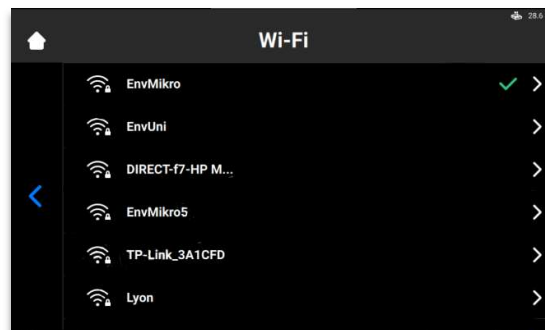 28.6
Wi-Fi
EnvMikro
EnvUni
DIRECT-f7-HP M...
EnvMikro5
TP-Link_3A1CFD
Lyon